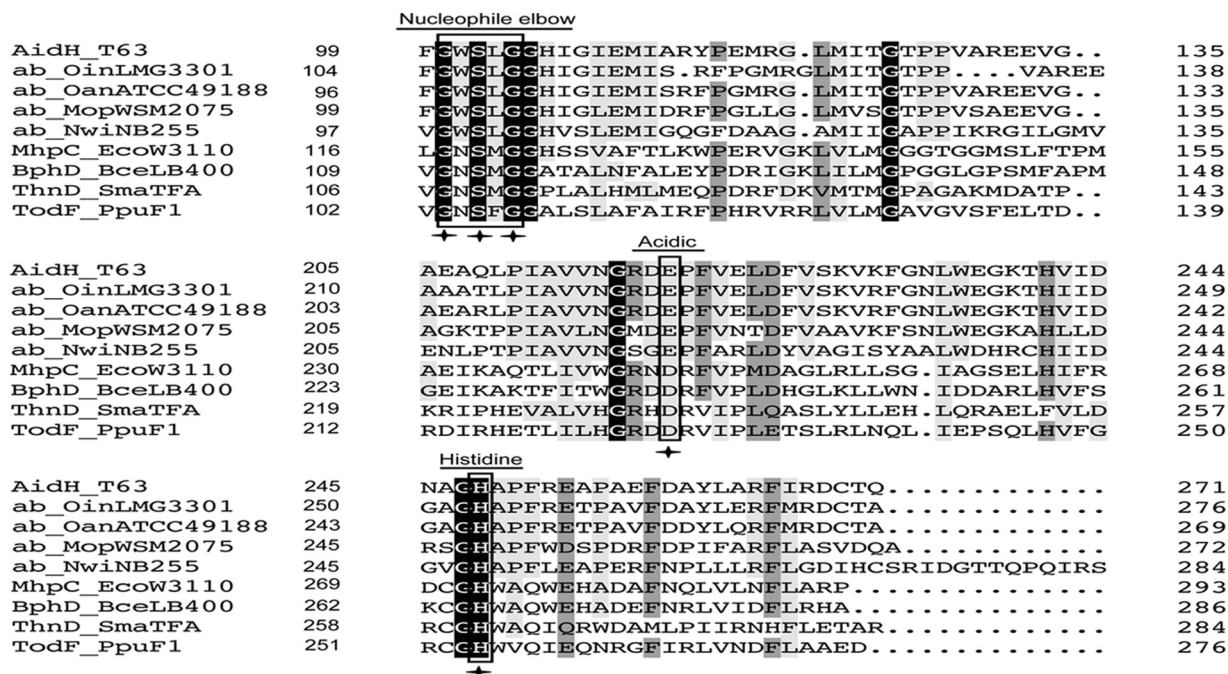 Nucleophile elbow
AidH_T63 99 FGWSLGGHIGIEMIARYPEMRG.LMITGTPPVAREEVG.. 135
ab_OinLMG3301 104 FGWSLGGHIGIEMIS.RFPGMRGLMITGTPP....VAREE 138
ab_OanATCC49188 96 FGWSLGGHIGIEMISRFPGMRG.LMITGTPPVAREEVG.. 133
ab_MopWSM2075 99 FGWSLGGHIGLEMIDRFPGLLG.LMVSGTPPVSAEEVG.. 135
ab_NwiNB255 97 VGWSLGGHVSLEMIGQGFDAAG.AMIIGAPPIKRGILGMV 135
MhpC_EcoW3110 116 LGNSMGGHSSVAFTLKWPERVGKLVLMGGGTGGMSLFTPM 155
BphD_BceLB400 109 VGNSMGGATALNFALEYPDRIGKLILMGPGGLGPSMFAPM 148
ThnD_SmaTFA 106 VGNSMGGPLALHMLMEQPDRFDKVMTMGPAGAKMDATP.. 143
TodF_PpuF1 102 VGNSFGGALSLAFAIRFPHRVRRLVLMGAVGVSFELTD.. 139
Acidic
AidH_T63 205 AEAQLPIAVVNGRDEPFVELDFVSKVKFGNLWEGKTHVID 244
ab_OinLMG3301 210 AAATLPIAVVNGRDEPFVELDFVSKVRFGNLWEGKTHIID 249
ab_OanATCC49188 203 AEARLPIAVVNGRDEPFVELDFVSKVRFGNLWEGKTHIID 242
ab_MopWSM2075 205 AGKTPPIAVLNGMDEPFVNTDFVAAVKFSNLWEGKAHLLD 244
ab_NwiNB255 205 ENLPTPIAVVNGSGEPFARLDYVAGISYAALWDHRCHIID 244
MhpC_EcoW3110 230 AEIKAQTLIVWGRNDRFVPMDAGLRLLSG.IAGSELHIFR 268
BphD_BceLB400 223 GEIKAKTFITWGRDDRFVPLDHGLKLLWN.IDDARLHVFS 261
ThnD_SmaTFA 219 KRIPHEVALVHGRHDRVIPLQASLYLLEH.LQRAELFVLD 257
TodF_PpuF1 212 RDIRHETLILHGRDDRVIPLETSLRLNQL.IEPSQLHVFG 250
Histidine
AidH_T63 245 NAGHAPFREAPAEFDAYLARFIRDCTQ............. 271
ab_OinLMG3301 250 GAGHAPFRETPAVFDAYLERFMRDCTA............. 276
ab_OanATCC49188 243 GAGHAPFRETPAVFDDYLQRFMRDCTA............. 269
ab_MopWSM2075 245 RSGHAPFWDSPDRFDPIFARFLASVDQA............ 272
ab_NwiNB255 245 GVGHAPFLEAPERFNPLLLRFLGDIHCSRIDGTTQPQIRS 284
MhpC_EcoW3110 269 DCGHWAQWEHADAFNQLVLNFLARP............... 293
BphD_BceLB400 262 KCGHWAQWEHADEFNRLVIDFLRHA............... 286
ThnD_SmaTFA 258 RCGHWAQIQRWDAMLPIIRNHFLETAR............. 284
TodF_PpuF1 251 RCGHWVQIEQNRGFIRLVNDFLAAED.............. 276